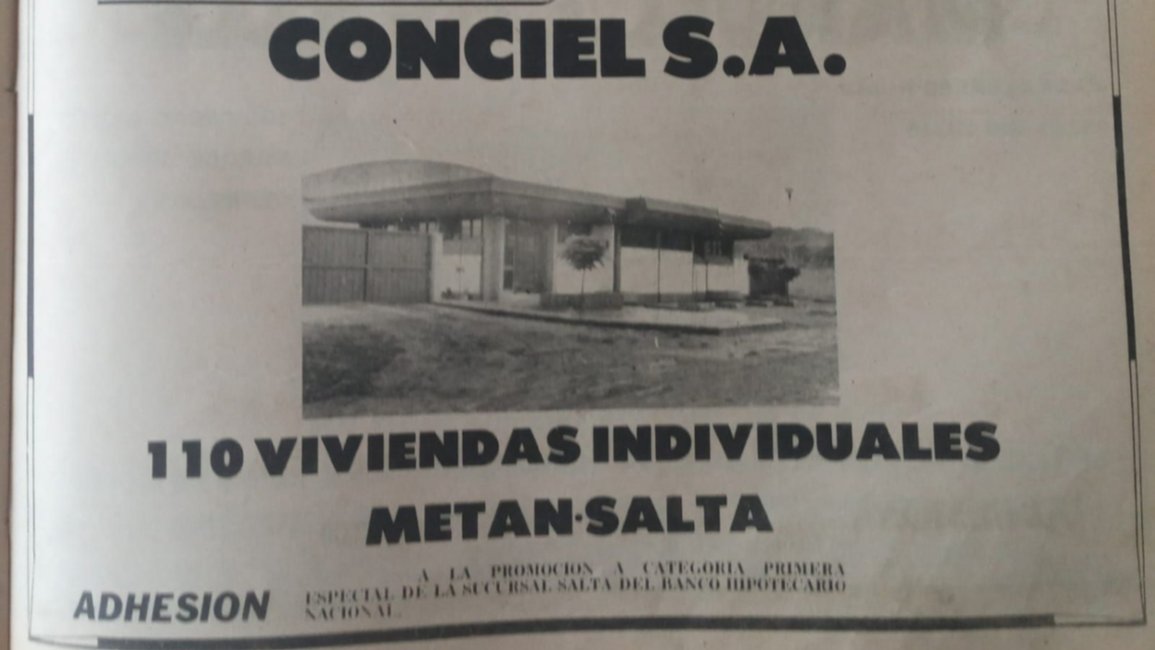 CONCIEL S.A.
110 VIVIENDAS INDIVIDUALES
METAN·SALTA
ADHESION
A LA PROMOCION A CATEGORIA PRIMERA
ESPECIAL DE LA SUCURSAL SALTA DEL BANCO HIPOTECARIO
NACIONAL.